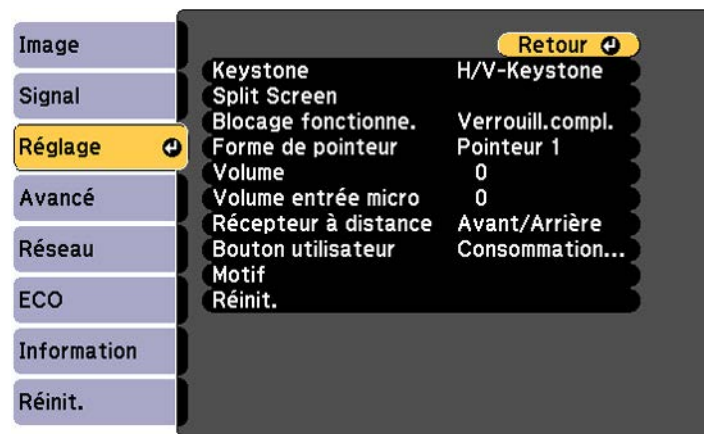 Image
Signal
Réglage
Avancé
Réseau
ECO
Information
Réinit.
Retour
Keystone H/V-Keystone
Split Screen
Blocage fonctionne. Verrouill.compl.
Forme de pointeur Pointeur 1
Volume 0
Volume entrée micro 0
Récepteur à distance Avant/Arrière
Bouton utilisateur Consommation...
Motif
Réinit.